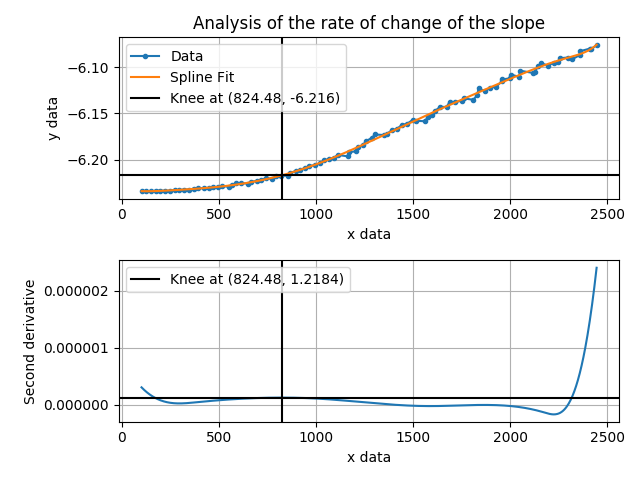 Analysis of the rate of change of the slope
Data
Spline Fit
Knee at (824.48, -6.216)
−6.10
−6.15
−6.20
y data
0 500 1000 1500 2000 2500
x data
Knee at (824.48, 1.2184)
0.000002
0.000001
0.000000
Second derivative
0 500 1000 1500 2000 2500
x data